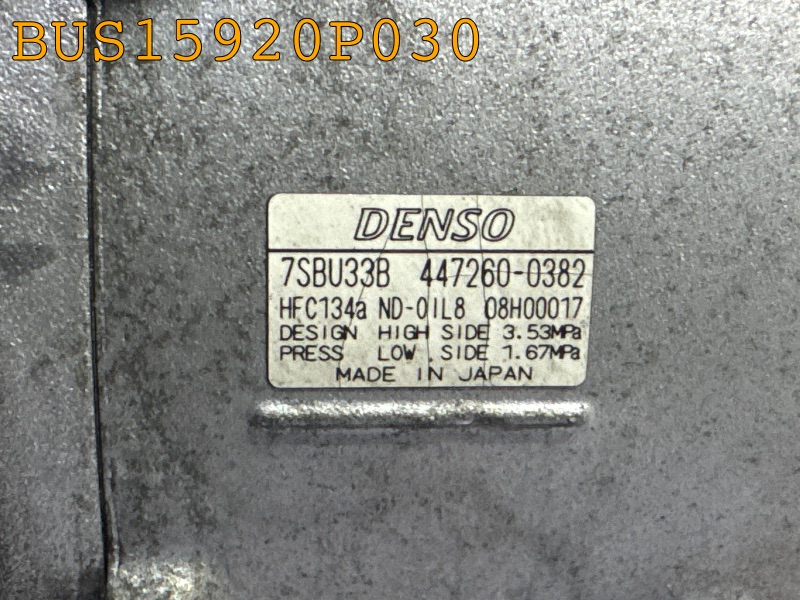 BUS15920P030
DENSO
7SBU33B 447260-0382
HFC134a ND-OIL8 08H00017
DESIGN HIGH SIDE 3.53MPa
PRESS LOW SIDE 1.67MPa
MADE IN JAPAN